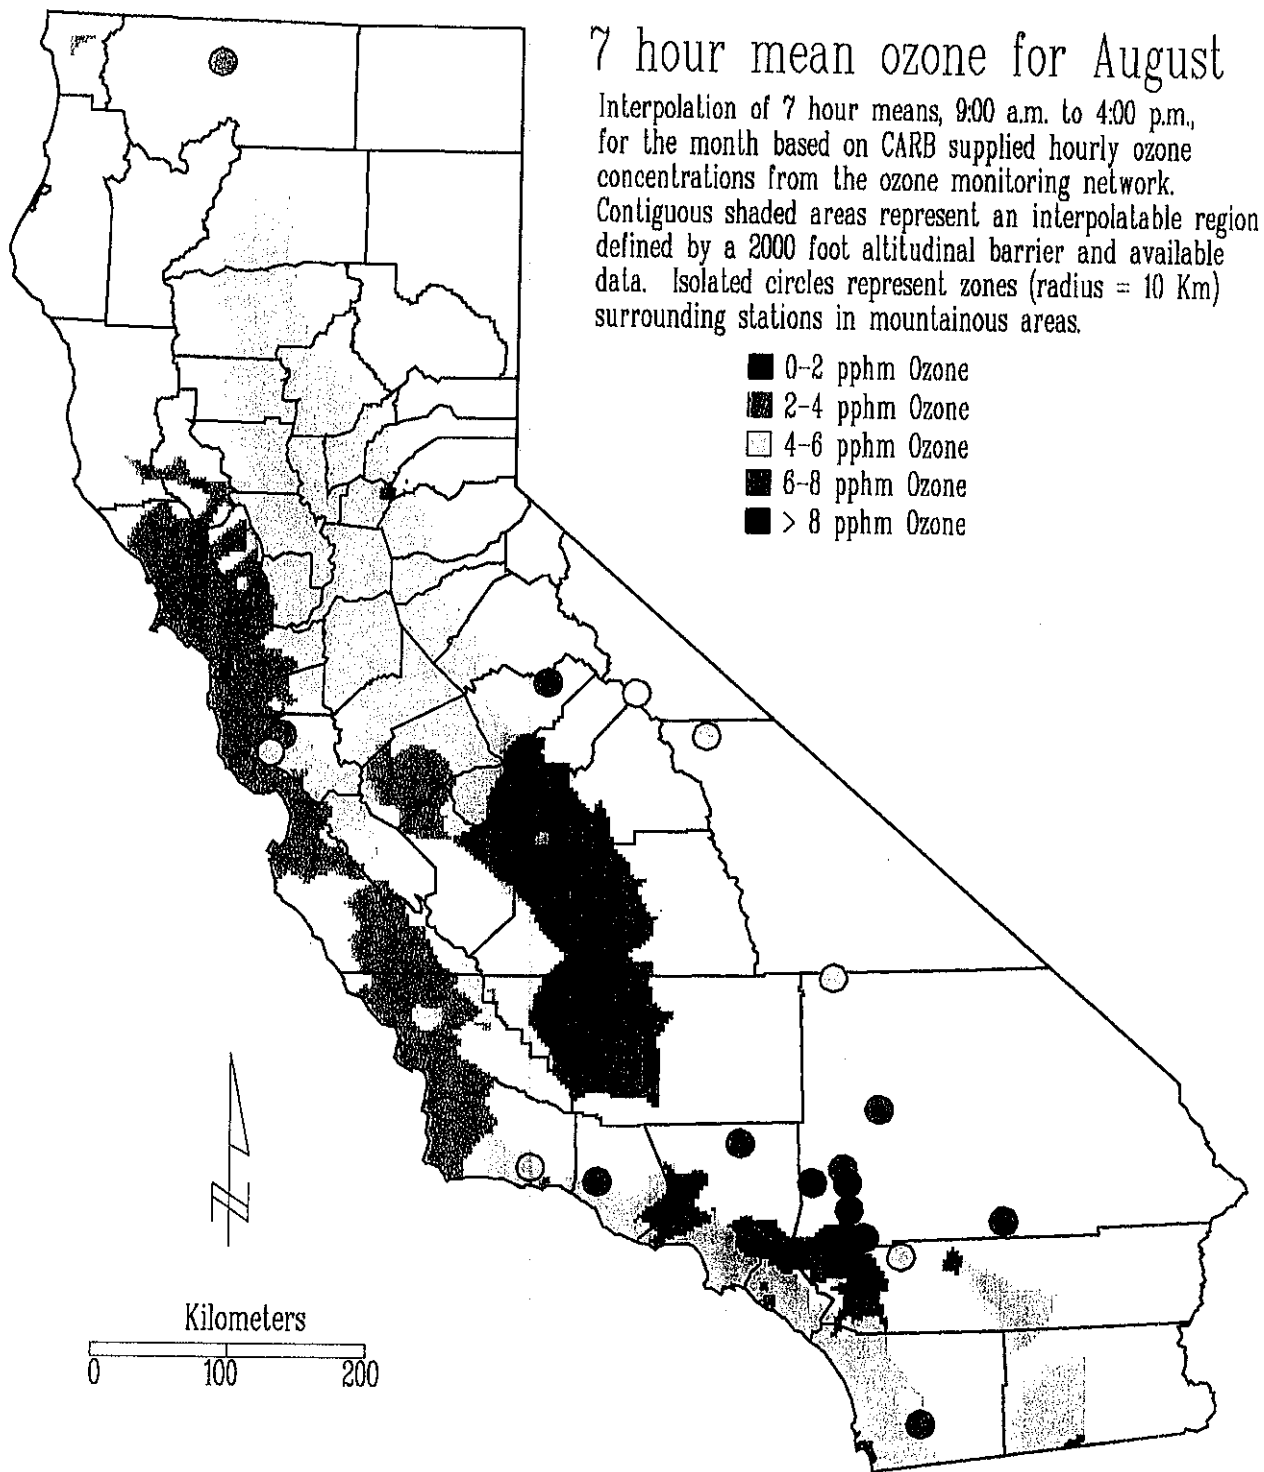 7 hour mean ozone for August
Interpolation of 7 hour means, 9:00 a.m. to 4:00 p.m.,
for the month based on CARB supplied hourly ozone
concentrations from the ozone monitoring network.
Contiguous shaded areas represent an interpolatable region
defined by a 2000 foot altitudinal barrier and available
data. Isolated circles represent zones (radius = 10 Km)
surrounding stations in mountainous areas.
0-2 pphm Ozone
2-4 pphm Ozone
4-6 pphm Ozone
6-8 pphm Ozone
> 8 pphm Ozone
N
Kilometers
0 100 200